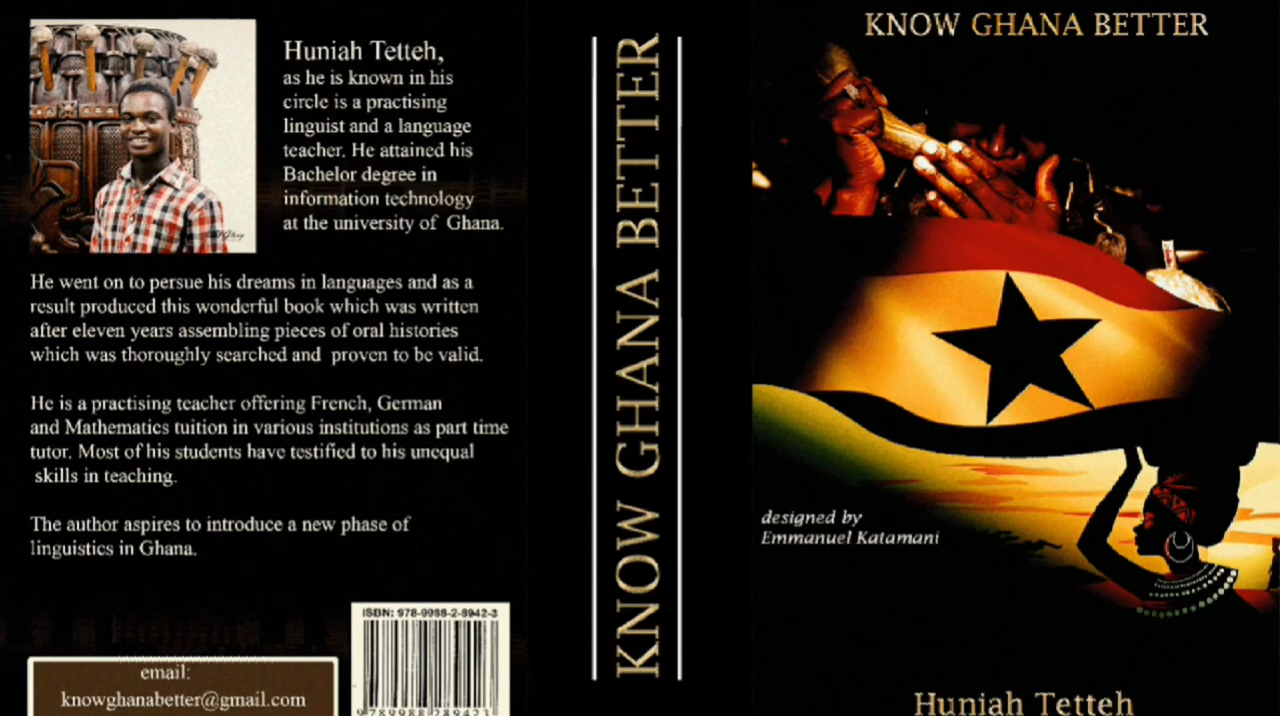 Huniah Tetteh,
as he is known in his
circle is a practising
linguist and a language
teacher. He attained his
Bachelor degree in
information technology
at the university of Ghana.
He went on to persue his dreams in languages and as a
result produced this wonderful book which was written
after eleven years assembling pieces of oral histories
which was thoroughly searched and proven to be valid.
He is a practising teacher offering French, German
and Mathematics tuition in various institutions as part time
tutor. Most of his students have testified to his unequal
skills in teaching.
The author aspires to introduce a new phase of
linguistics in Ghana.
email:
knowghanabetter@gmail.com
ISBN: 978-9988-2-8942-3
9789988289423
KNOW GHANA BETTER
KNOW GHANA BETTER
designed by
Emmanuel Katamani
Huniah Tetteh